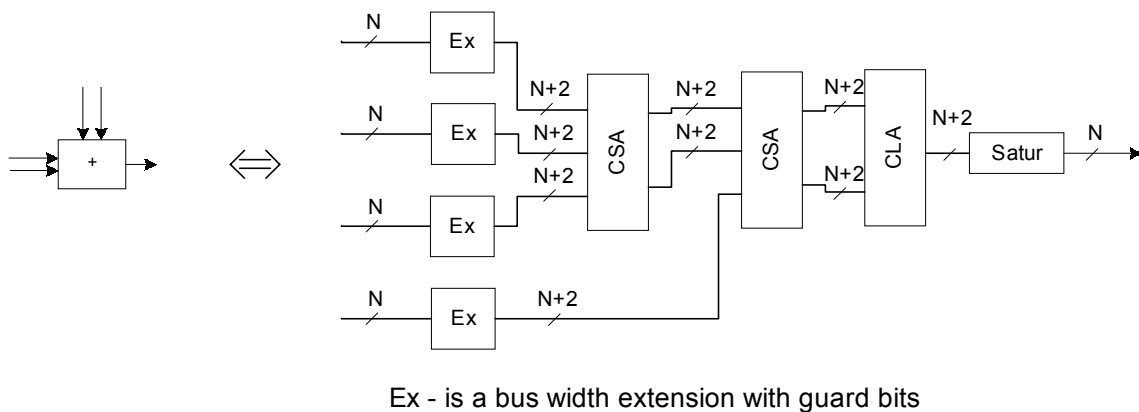 N
Ex
N+2
N
Ex
N+2
N+2
N
Ex
N
Ex
N+2
CSA
N+2
N+2
CSA
N+2
N+2
CLA
N+2
Satur
N
+
Ex - is a bus width extension with guard bits